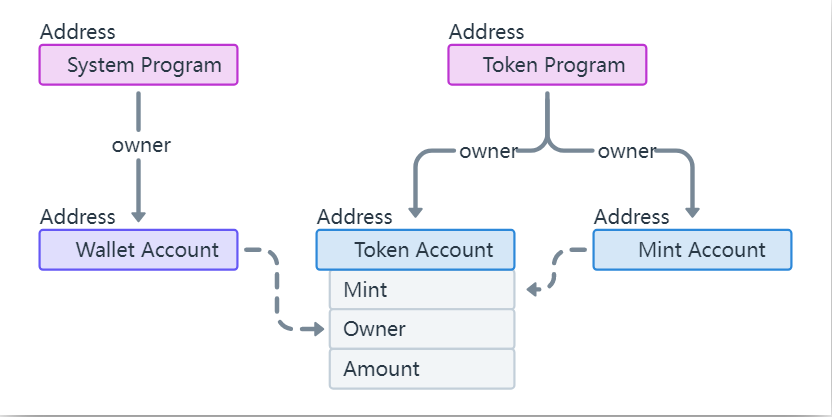 Address
System Program
Address
Token Program
owner
owner
owner
Address
Wallet Account
Address
Token Account
Address
Mint Account
Mint
Owner
Amount